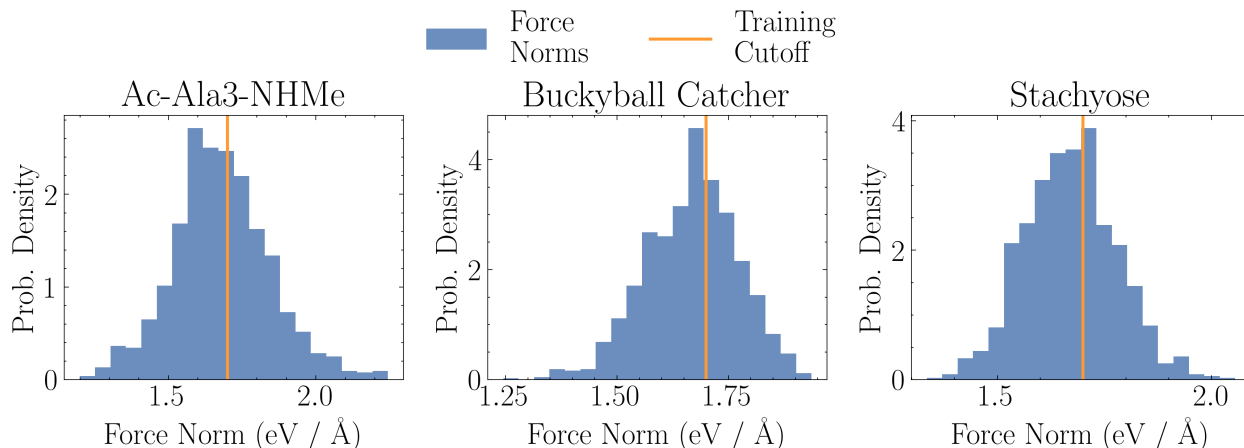 Force
Norms
Training
Cutoff
Ac-Ala3-NHMe
Buckyball Catcher
Stachyose
Prob. Density
0
1
2
1.5
2.0
Force Norm (eV / Å)
Prob. Density
0
2
4
1.25
1.50
1.75
Force Norm (eV / Å)
Prob. Density
0
2
4
1.5
2.0
Force Norm (eV / Å)